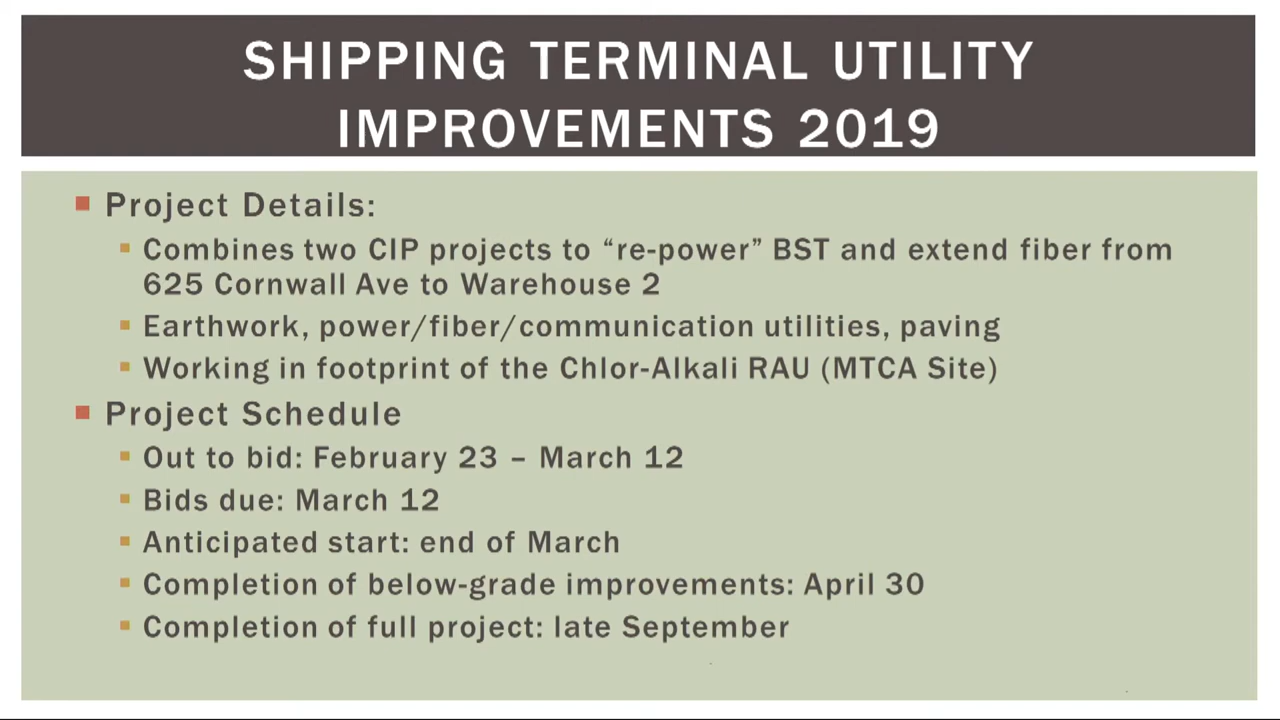 SHIPPING TERMINAL UTILITY
IMPROVEMENTS 2019
Project Details:
Combines two CIP projects to “re-power” BST and extend fiber from
625 Cornwall Ave to Warehouse 2
Earthwork, power/fiber/communication utilities, paving
Working in footprint of the Chlor-Alkali RAU (MTCA Site)
Project Schedule
Out to bid: February 23 – March 12
Bids due: March 12
Anticipated start: end of March
Completion of below-grade improvements: April 30
Completion of full project: late September